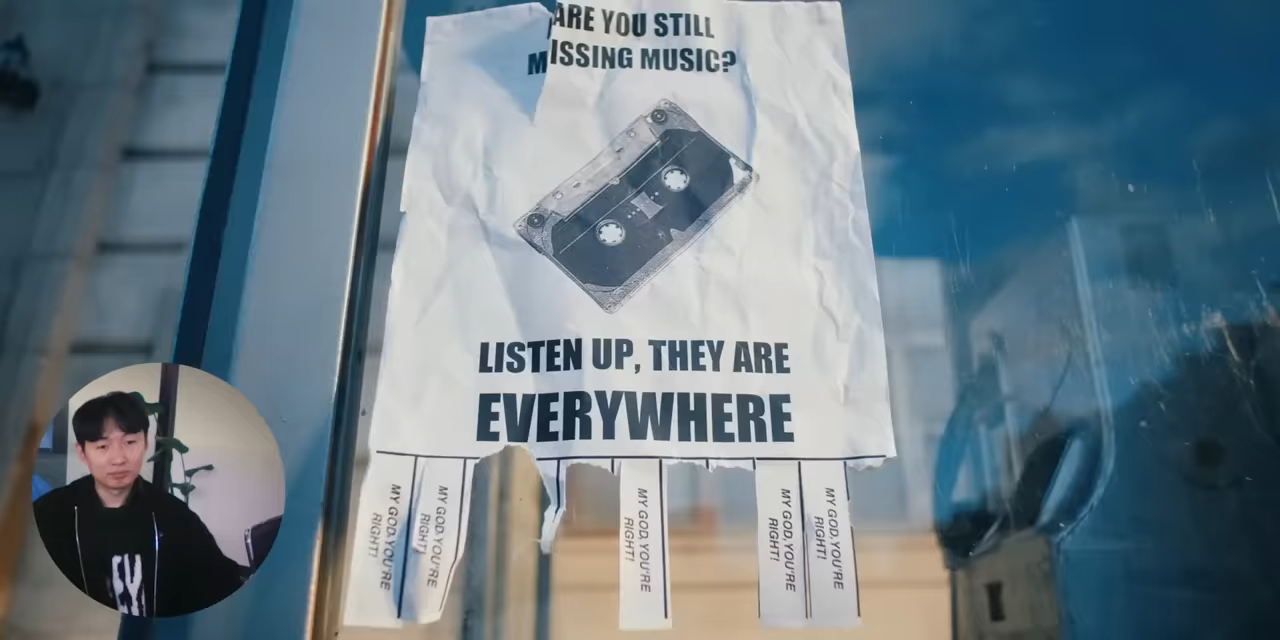 ARE YOU STILL
MISSING MUSIC?
LISTEN UP, THEY ARE
EVERYWHERE
MY GOD, YOU'RE
RIGHT!
MY GOD, YOU'RE
RIGHT!
MY GOD, YOU'RE
RIGHT!
MY GOD, YOU'RE
RIGHT!
MY GOD, YOU'RE
RIGHT!